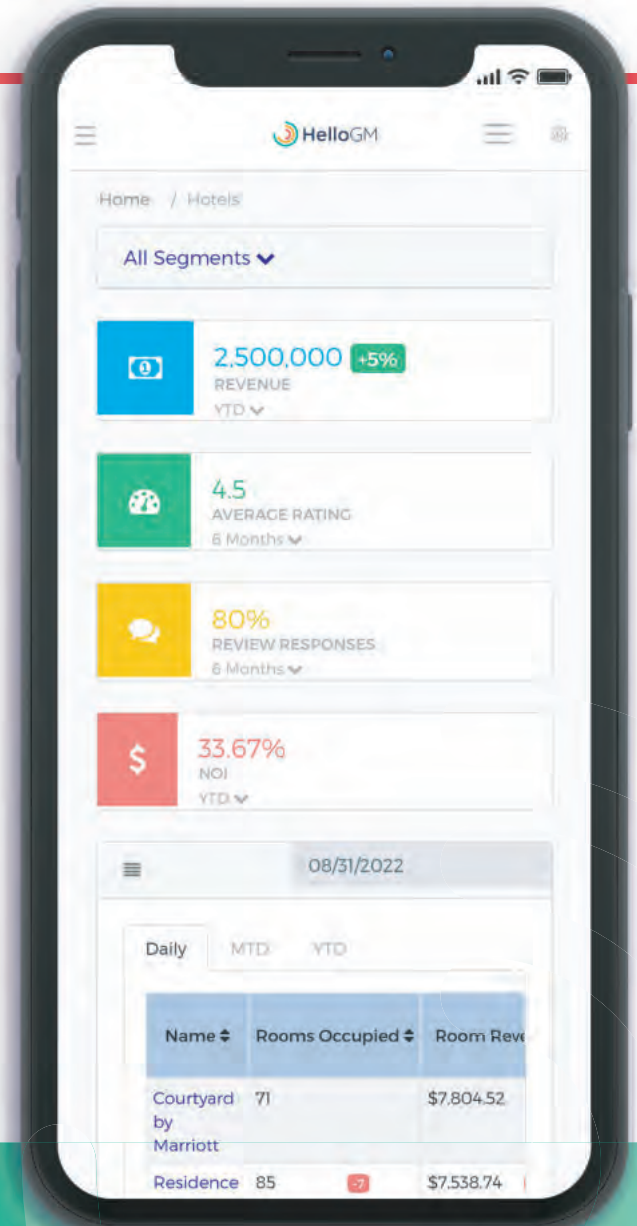 HelloGM
Home / Hotels
All Segments
2,500,000 +5%
REVENUE
YTD
4.5
AVERAGE RATING
6 Months
80%
REVIEW RESPONSES
6 Months
$ 33.67%
NOI
YTD
08/31/2022
Daily MTD YTD
Name Rooms Occupied Room Reve
Courtyard 71 $7,804.52
by
Marriott
Residence 85 -7 $7,538.74